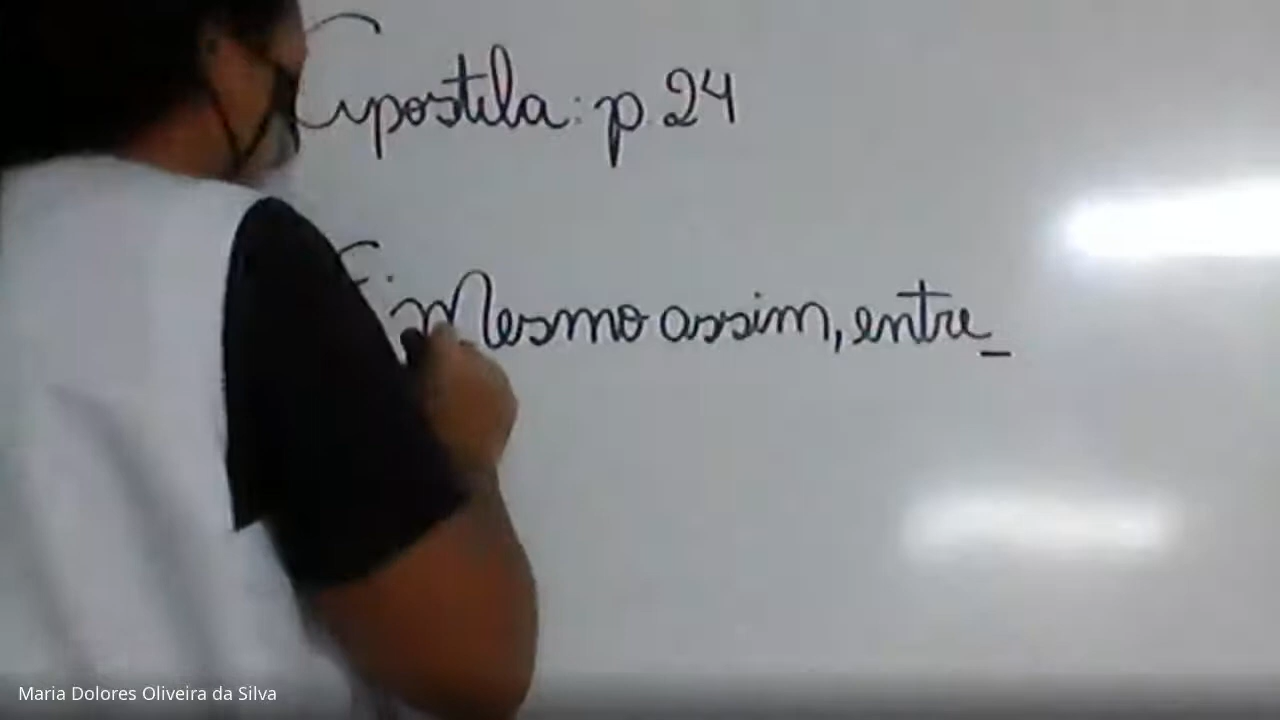 Apostila: p. 24
Mesmo assim, entre_
Maria Dolores Oliveira da Silva